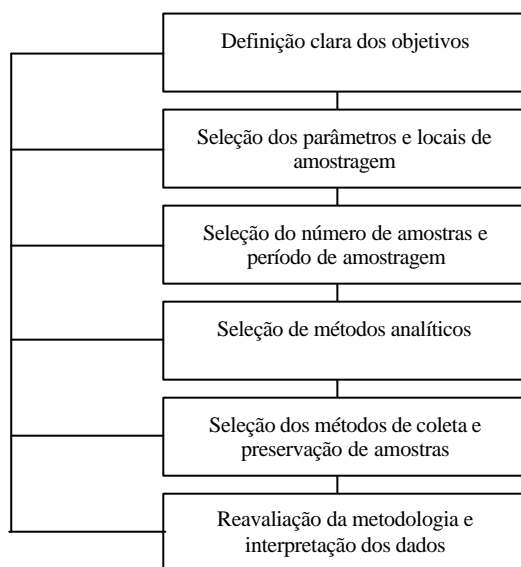 Definição clara dos objetivos
Seleção dos parâmetros e locais de
amostragem
Seleção do número de amostras e
período de amostragem
Seleção de métodos analíticos
Seleção dos métodos de coleta e
preservação de amostras
Reavaliação da metodologia e
interpretação dos dados